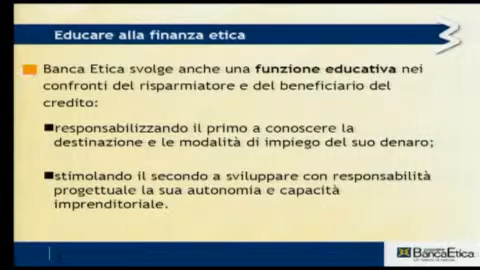 Educare alla finanza etica
Banca Etica svolge anche una funzione educativa nei
confronti del risparmiatore e del beneficiario del
credito:
responsabilizzando il primo a conoscere la
destinazione e le modalità di impiego del suo denaro;
stimolando il secondo a sviluppare con responsabilità
progettuale la sua autonomia e capacità
imprenditoriale.
BancaEtica